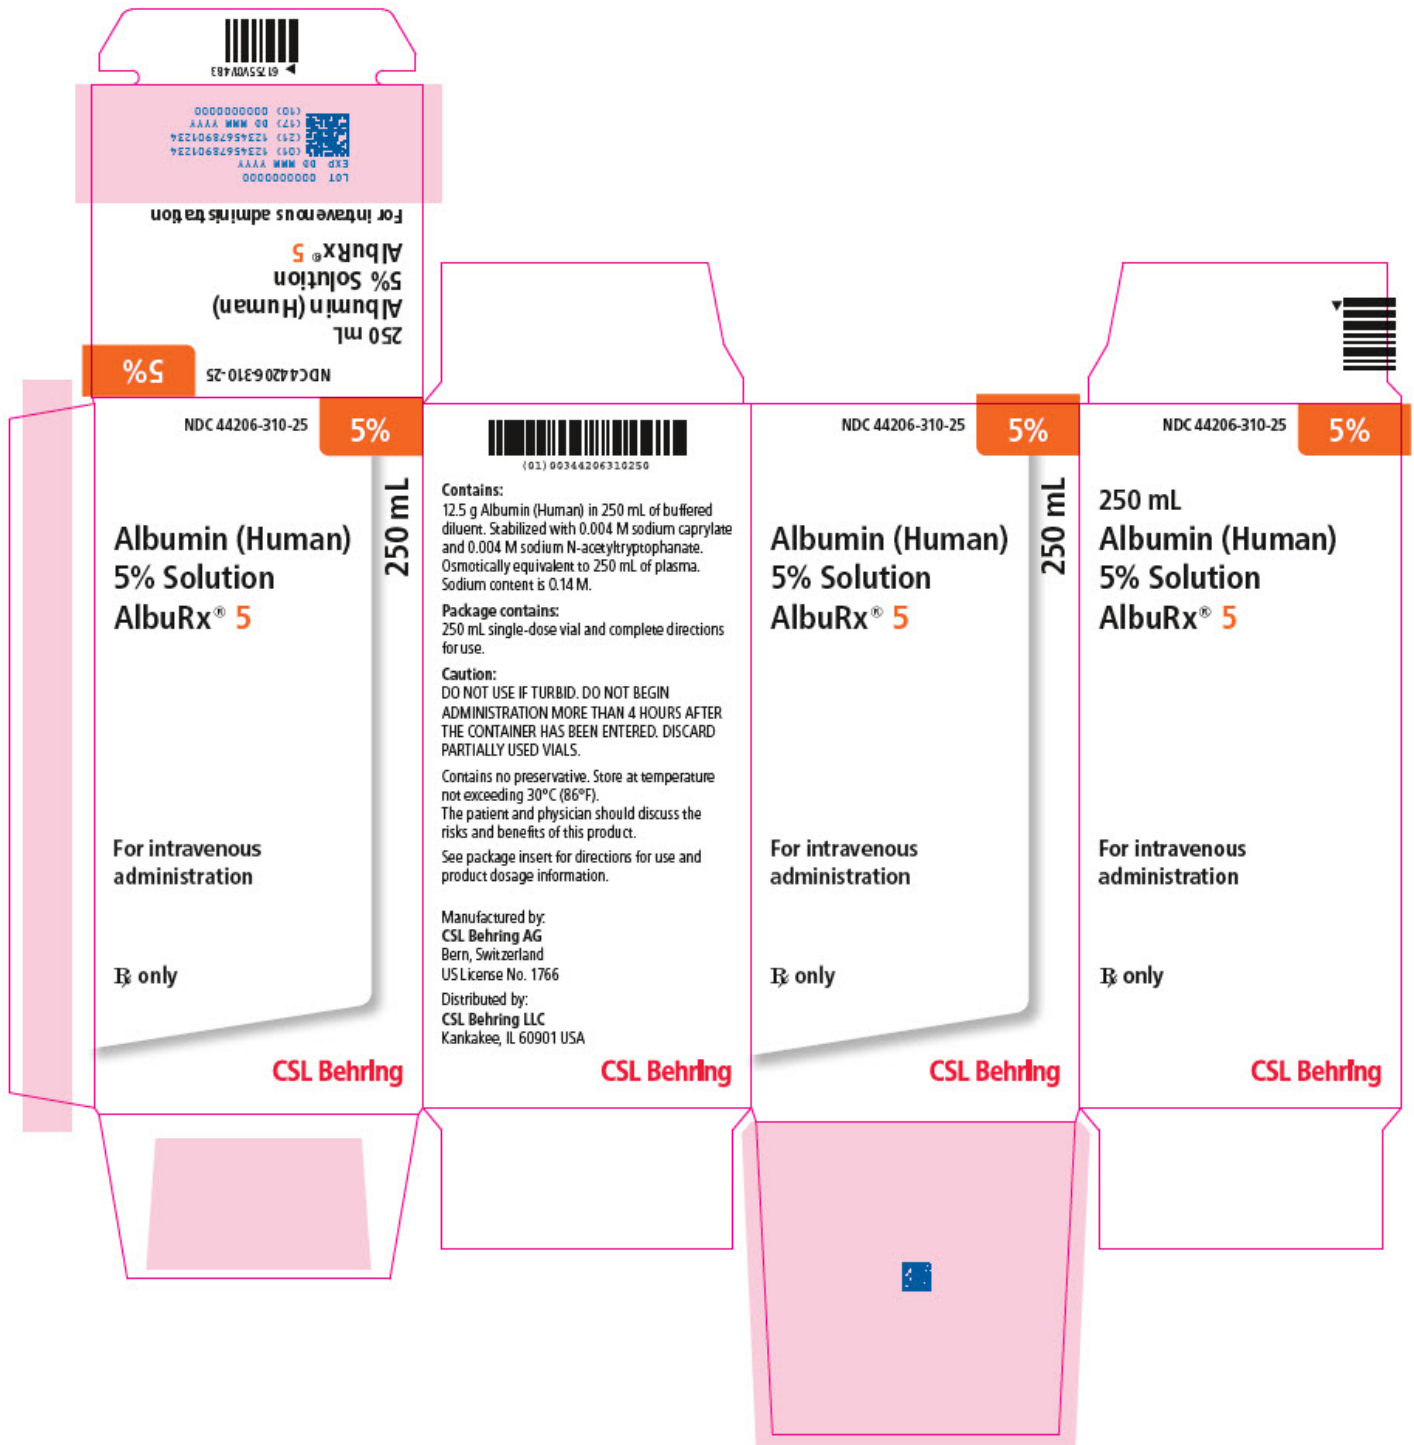 61755V01/483
(10) 0000000000
(17) DD MMM YYYY
(21) 12345678901234
(01) 12345678901234
EXP DD MMM YYYY
LOT 0000000000
For intravenous administration
AlbuRx® 5
5% Solution
Albumin (Human)
250 mL
NDC 44206-310-25
5%
NDC 44206-310-25
5%
250 mL
Albumin (Human)
5% Solution
AlbuRx® 5
For intravenous
administration
Rx only
CSL Behring
(01)00344206310250
Contains:
12.5 g Albumin (Human) in 250 mL of buffered
diluent. Stabilized with 0.004 M sodium caprylate
and 0.004 M sodium N-acetyltryptophanate.
Osmotically equivalent to 250 mL of plasma.
Sodium content is 0.14 M.
Package contains:
250 mL single-dose vial and complete directions
for use.
Caution:
DO NOT USE IF TURBID. DO NOT BEGIN
ADMINISTRATION MORE THAN 4 HOURS AFTER
THE CONTAINER HAS BEEN ENTERED. DISCARD
PARTIALLY USED VIALS.
Contains no preservative. Store at temperature
not exceeding 30°C (86°F).
The patient and physician should discuss the
risks and benefits of this product.
See package insert for directions for use and
product dosage information.
Manufactured by:
CSL Behring AG
Bern, Switzerland
US License No. 1766
Distributed by:
CSL Behring LLC
Kankakee, IL 60901 USA
CSL Behring
NDC 44206-310-25
5%
250 mL
Albumin (Human)
5% Solution
AlbuRx® 5
For intravenous
administration
Rx only
CSL Behring
NDC 44206-310-25
5%
250 mL
Albumin (Human)
5% Solution
AlbuRx® 5
For intravenous
administration
Rx only
CSL Behring